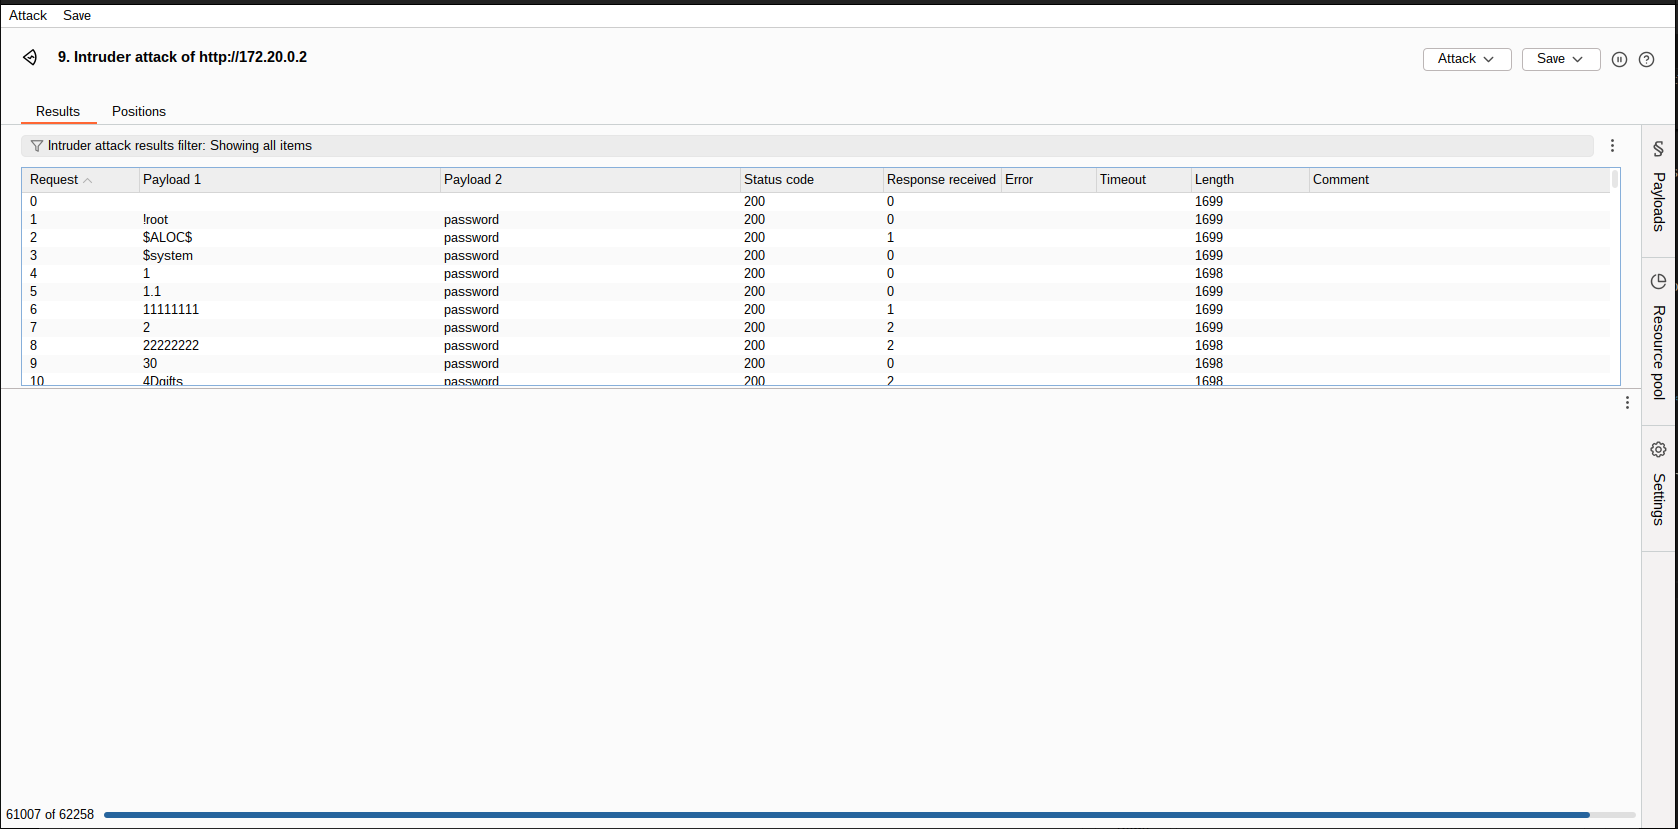 Attack Save
9. Intruder attack of http://172.20.0.2
Attack Save
Results Positions
Intruder attack results filter: Showing all items
Request Payload 1 Payload 2 Status code Response received Error Timeout Length Comment
0 200 0 1699
1 !root password 200 0 1699
2 $ALOC$ password 200 1 1699
3 $system password 200 0 1699
4 1 password 200 0 1698
5 1.1 password 200 0 1699
6 11111111 password 200 1 1699
7 2 password 200 2 1699
8 22222222 password 200 2 1698
9 30 password 200 0 1698
10 4Dgifts password 200 2 1698
Payloads
Resource pool
Settings
61007 of 62258